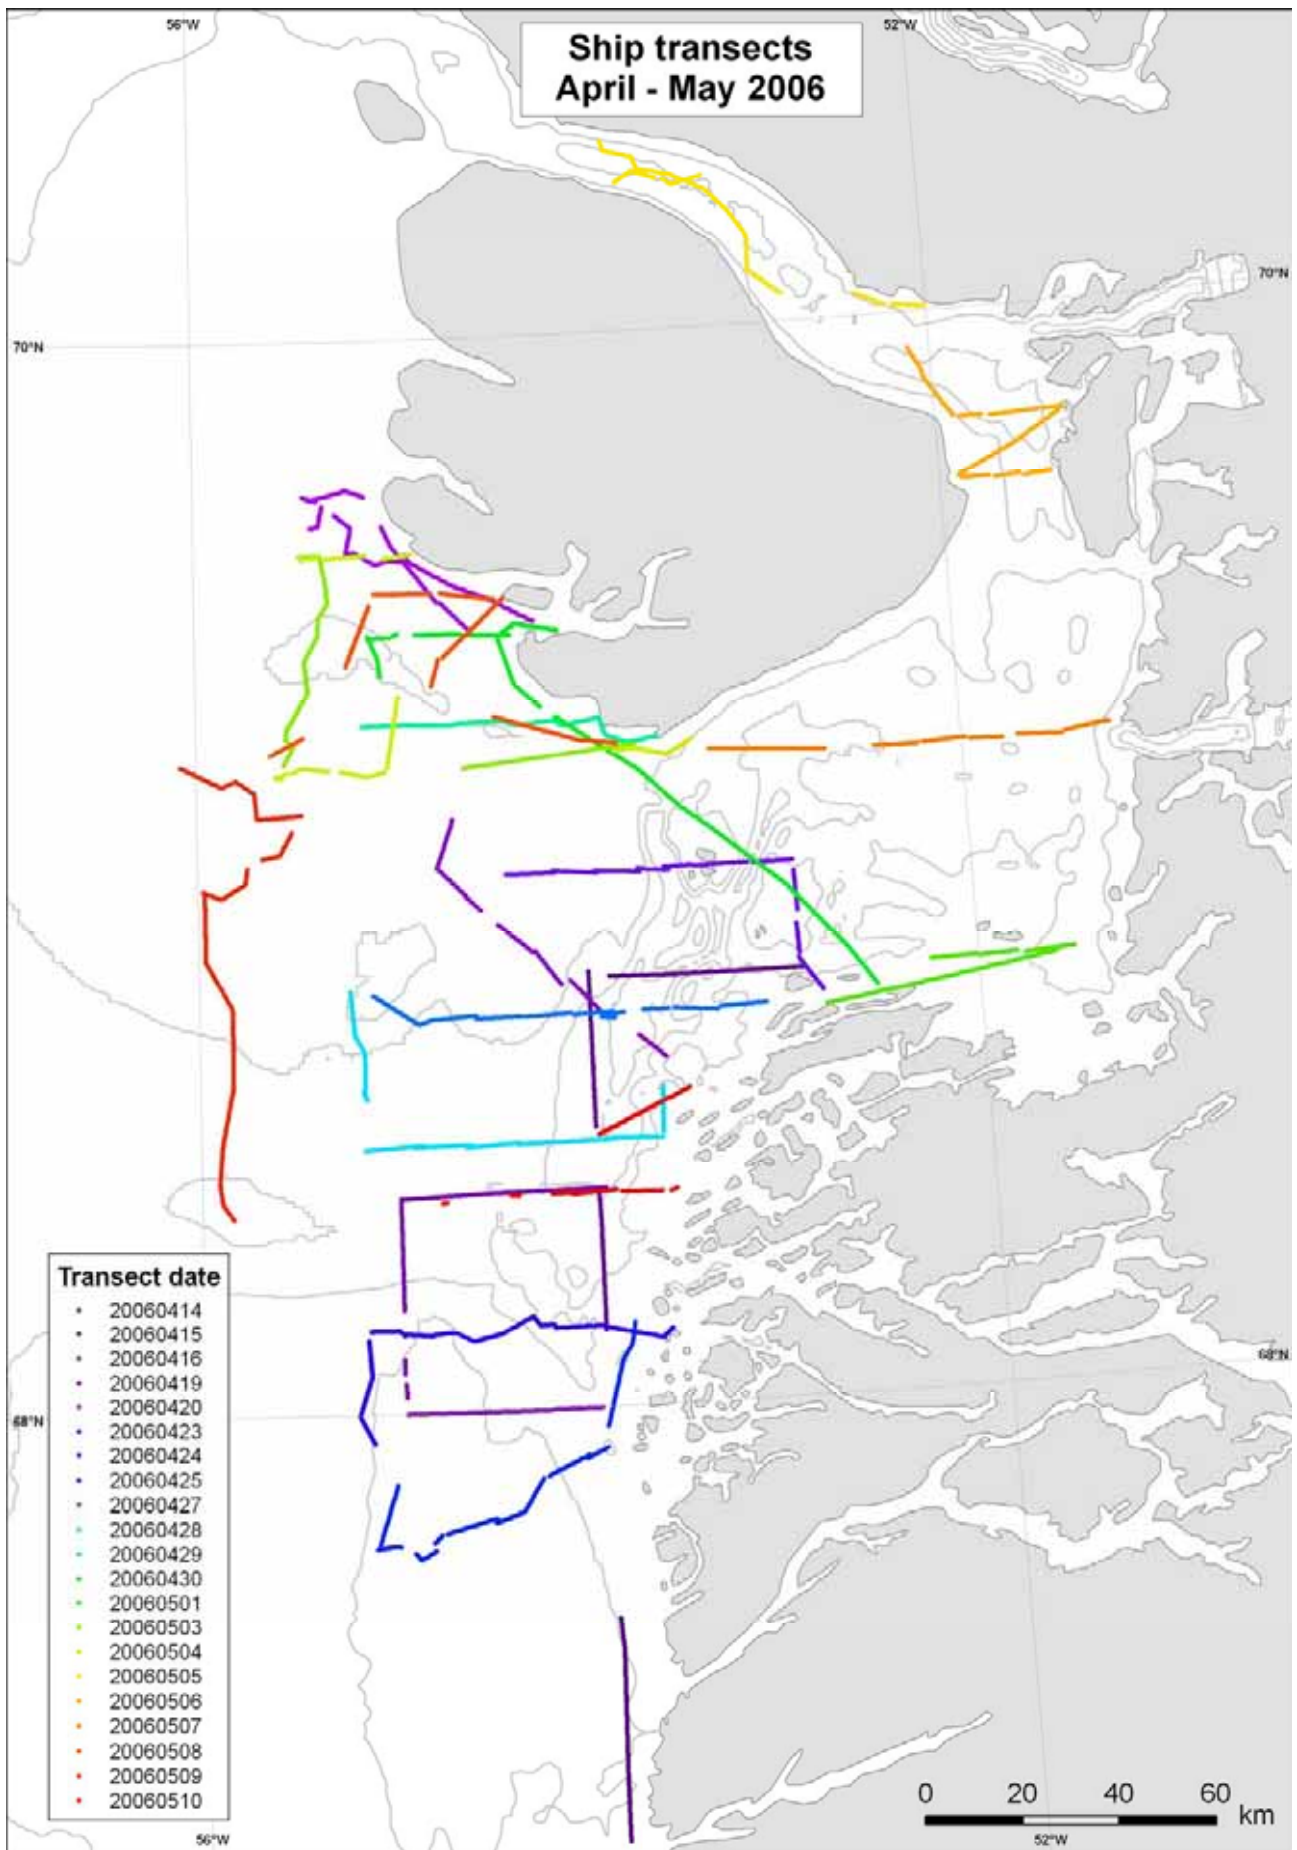 56°W
52°W
Ship transects
April - May 2006
70°N
70°N
Transect date
20060414
20060415
20060416
20060419
20060420
20060423
20060424
20060425
20060427
20060428
20060429
20060430
20060501
20060503
20060504
20060505
20060506
20060507
20060508
20060509
20060510
68°N
68°N
0 20 40 60
km
56°W
52°W